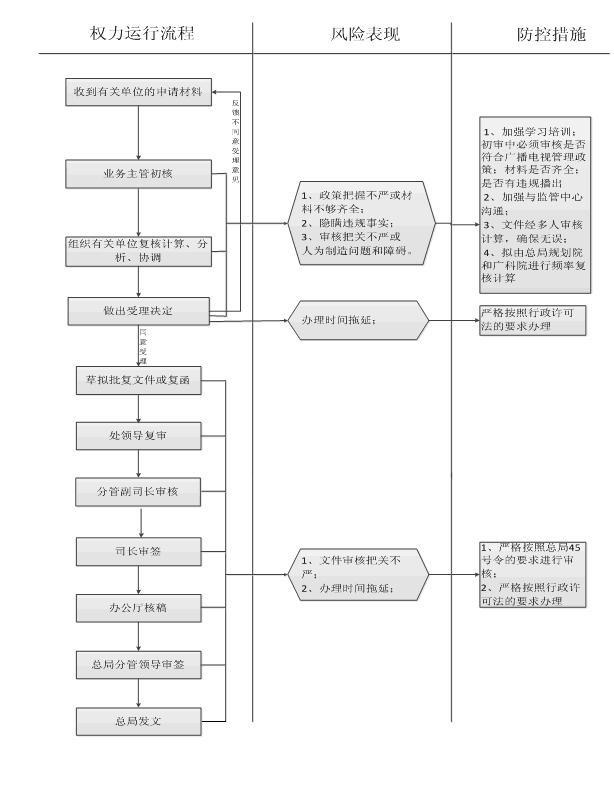 权力运行流程
风险表现
防控措施
收到有关单位的申请材料
反馈不同意受理意见
业务主管初核
组织有关单位复核计算、分
析、协调
做出受理决定
同意受理
草拟批复文件或复函
处领导复审
分管副司长审核
司长审签
办公厅核稿
总局分管领导审签
总局发文
1、政策把握不严或材
料不够齐全;
2、隐瞒违规事实;
3、审核把关不严或
人为制造问题和障碍。
办理时间拖延;
1、文件审核把关不
严;
2、办理时间拖延;
1、加强学习培训;
初审中必须审核是否
符合广播电视管理政
策;材料是否齐全;
是否有违规播出
2、加强与监管中心
沟通;
3、文件经多人审核
计算,确保无误;
4、拟由总局规划院
和广科院进行频率复
核计算
严格按照行政许可
法的要求办理
1、严格按照总局45
号令的要求进行审
核;
2、严格按照行政许
可法的要求办理